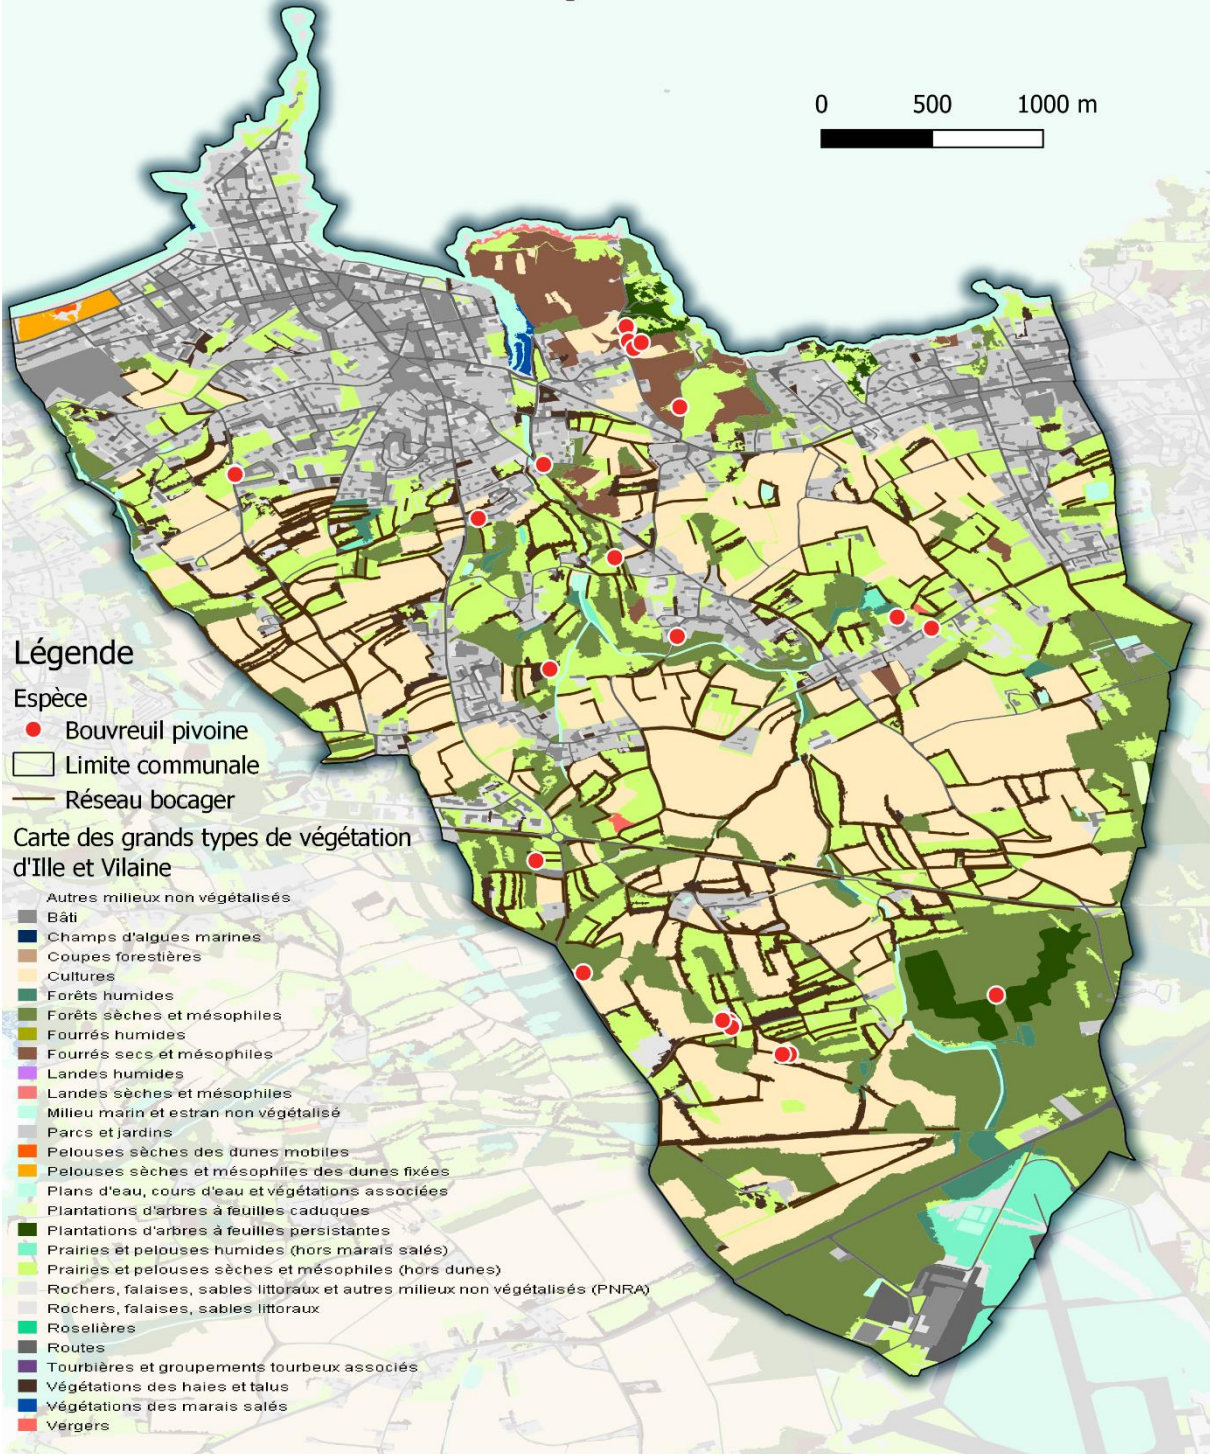 0 500 1000 m
Légende
Espèce
Bouvreuil pivoine
Limite communale
Réseau bocager
Carte des grands types de végétation
d'Ille et Vilaine
Autres milieux non végétalisés
Bâti
Champs d'algues marines
Coupes forestières
Cultures
Forêts humides
Forêts sèches et mésophiles
Fourrés humides
Fourrés secs et mésophiles
Landes humides
Landes sèches et mésophiles
Milieu marin et estran non végétalisé
Parcs et jardins
Pelouses sèches des dunes mobiles
Pelouses sèches et mésophiles des dunes fixées
Plans d'eau, cours d'eau et végétations associées
Plantations d'arbres à feuilles caduques
Plantations d'arbres à feuilles persistantes
Prairies et pelouses humides (hors marais salés)
Prairies et pelouses sèches et mésophiles (hors dunes)
Rochers, falaises, sables littoraux et autres milieux non végétalisés (PNRA)
Rochers, falaises, sables littoraux
Roselières
Routes
Tourbières et groupements tourbeux associés
Végétations des haies et talus
Végétations des marais salés
Vergers